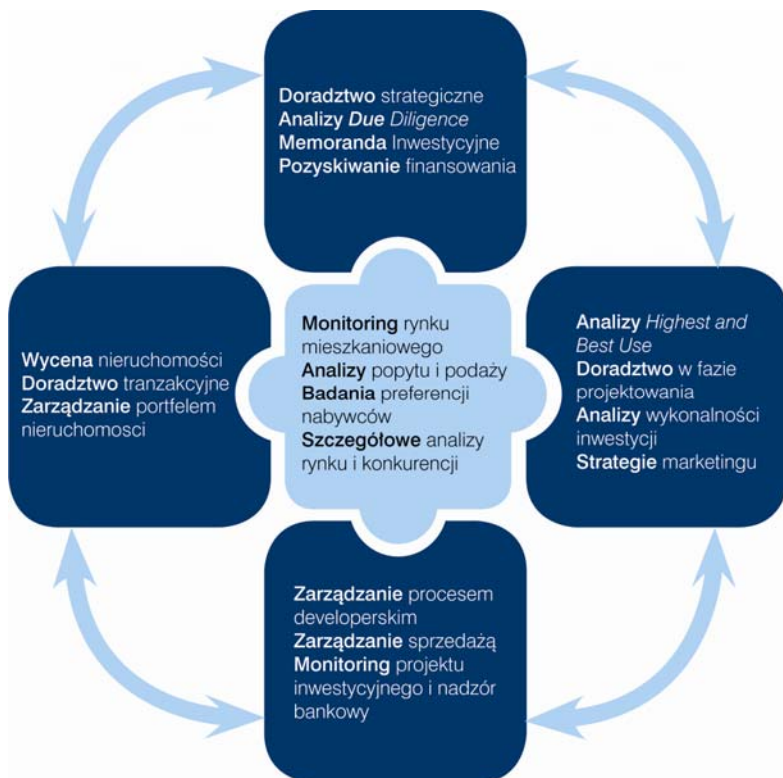 Doradztwo strategiczne
Analizy Due Diligence
Memoranda Inwestycyjne
Pozyskiwanie finansowania
Wycena nieruchomości
Doradztwo tranzakcyjne
Zarządzanie portfelem
nieruchomosci
Monitoring rynku
mieszkaniowego
Analizy popytu i podaży
Badania preferencji
nabywców
Szczegółowe analizy
rynku i konkurencji
Analizy Highest and
Best Use
Doradztwo w fazie
projektowania
Analizy wykonalności
inwestycji
Strategie marketingu
Zarządzanie procesem
developerskim
Zarządzanie sprzedażą
Monitoring projektu
inwestycyjnego i nadzór
bankowy